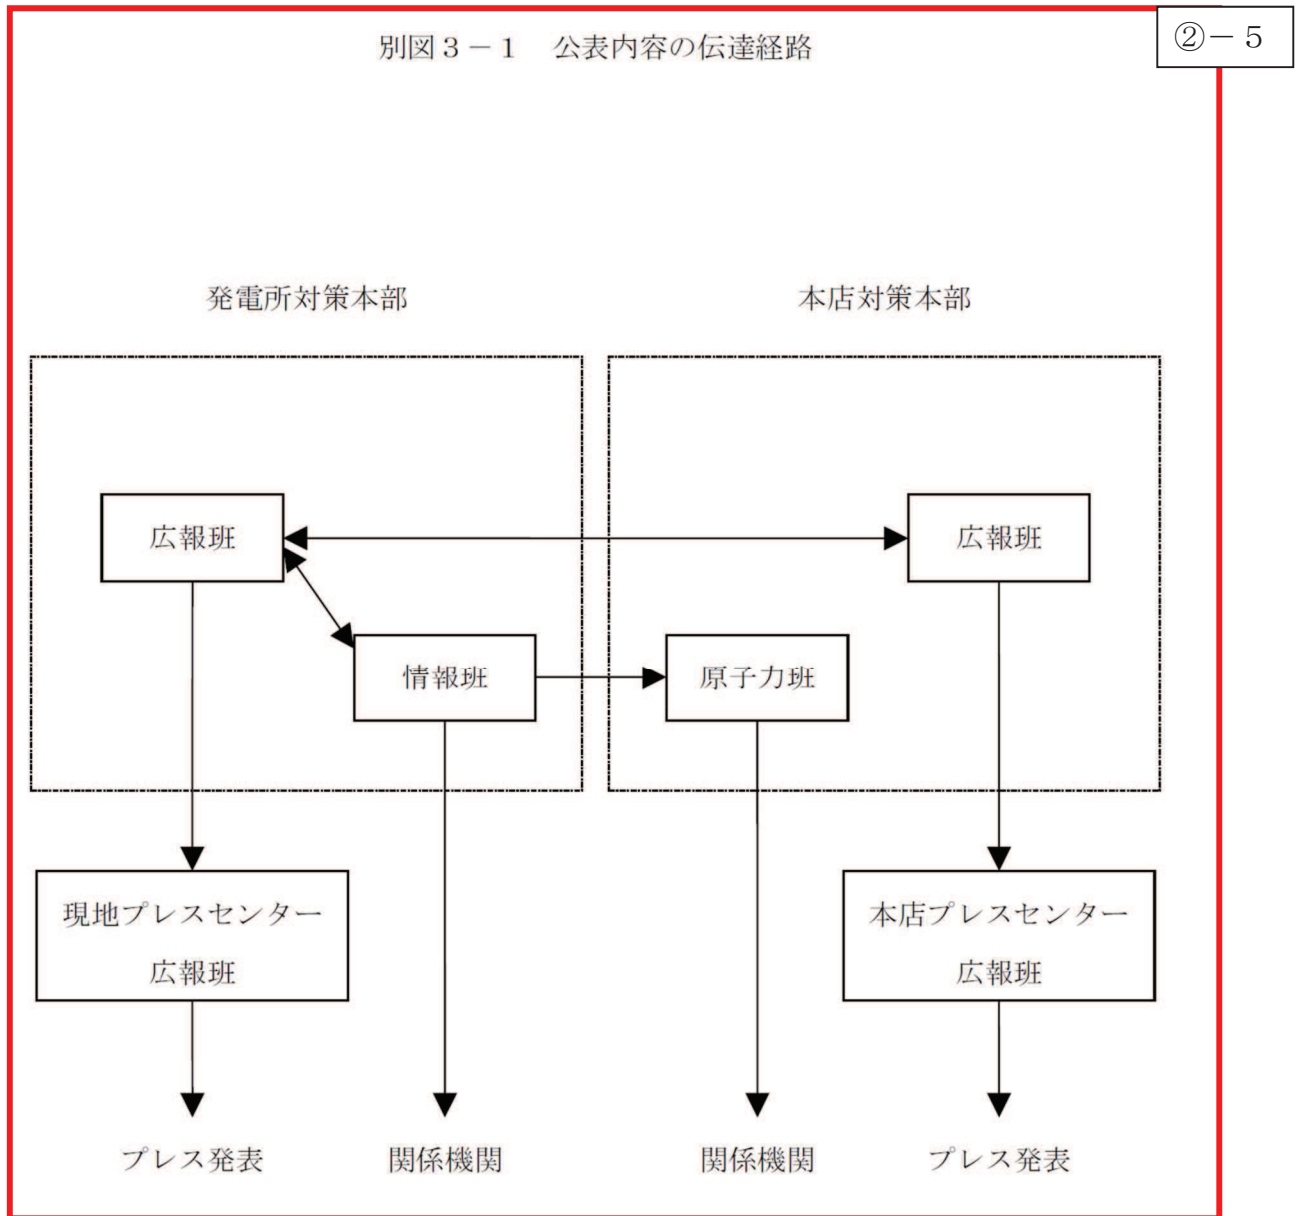 ②－５
別図３－１　公表内容の伝達経路
発電所対策本部
本店対策本部
広報班
広報班
情報班
原子力班
現地プレスセンター
広報班
本店プレスセンター
広報班
プレス発表
関係機関
関係機関
プレス発表